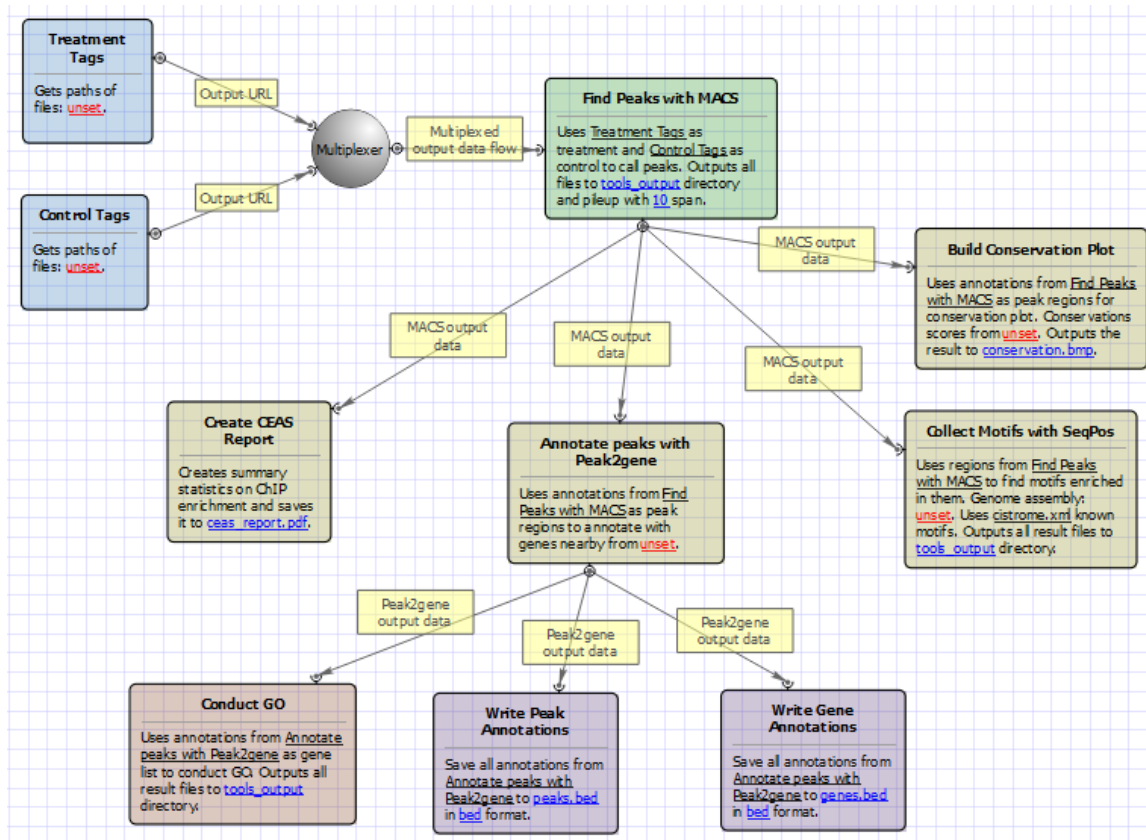 Treatment
Tags
Gets paths of
files: unset.
Output URL
Multiplexer
Output URL
Control Tags
Gets paths of
files: unset.
Multiplexed
output data flow
Find Peaks with MACS
Uses Treatment Tags as
treatment and Control Tags as
control to call peaks. Outputs all
files to tools_output directory
and pileup with 10 span.
MACS output
data
MACS output
data
MACS output
data
MACS output
data
Build Conservation Plot
Uses annotations from Find Peaks
with MACS as peak regions for
conservation plot. Conservations
scores from unset. Outputs the
result to conservation.bmp.
Create CEAS
Report
Creates summary
statistics on ChIP
enrichment and saves
it to ceas_report.pdf.
Annotate peaks with
Peak2gene
Uses annotations from Find
Peaks with MACS as peak
regions to annotate with
genes nearby from unset.
Collect Motifs with SeqPos
Uses regions from Find Peaks
with MACS to find motifs enriched
in them. Genome assembly:
unset. Uses cistrome.xml known
motifs. Outputs all result files to
tools_output directory.
Peak2gene
output data
Peak2gene
output data
Peak2gene
output data
Conduct GO
Uses annotations from Annotate
peaks with Peak2gene as gene
list to conduct GO. Outputs all
result files to tools_output
directory.
Write Peak
Annotations
Save all annotations from
Annotate peaks with
Peak2gene to peaks.bed
in bed format.
Write Gene
Annotations
Save all annotations from
Annotate peaks with
Peak2gene to genes.bed
in bed format.